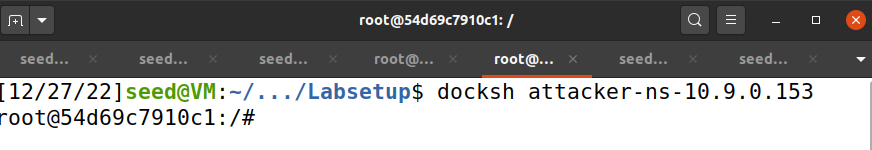 root@54d69c7910c1: /
seed... × seed... × seed... × root@... × root@... × seed... × seed... ×
[12/27/22]seed@VM:~/.../Labsetup$ docksh attacker-ns-10.9.0.153
root@54d69c7910c1:/#